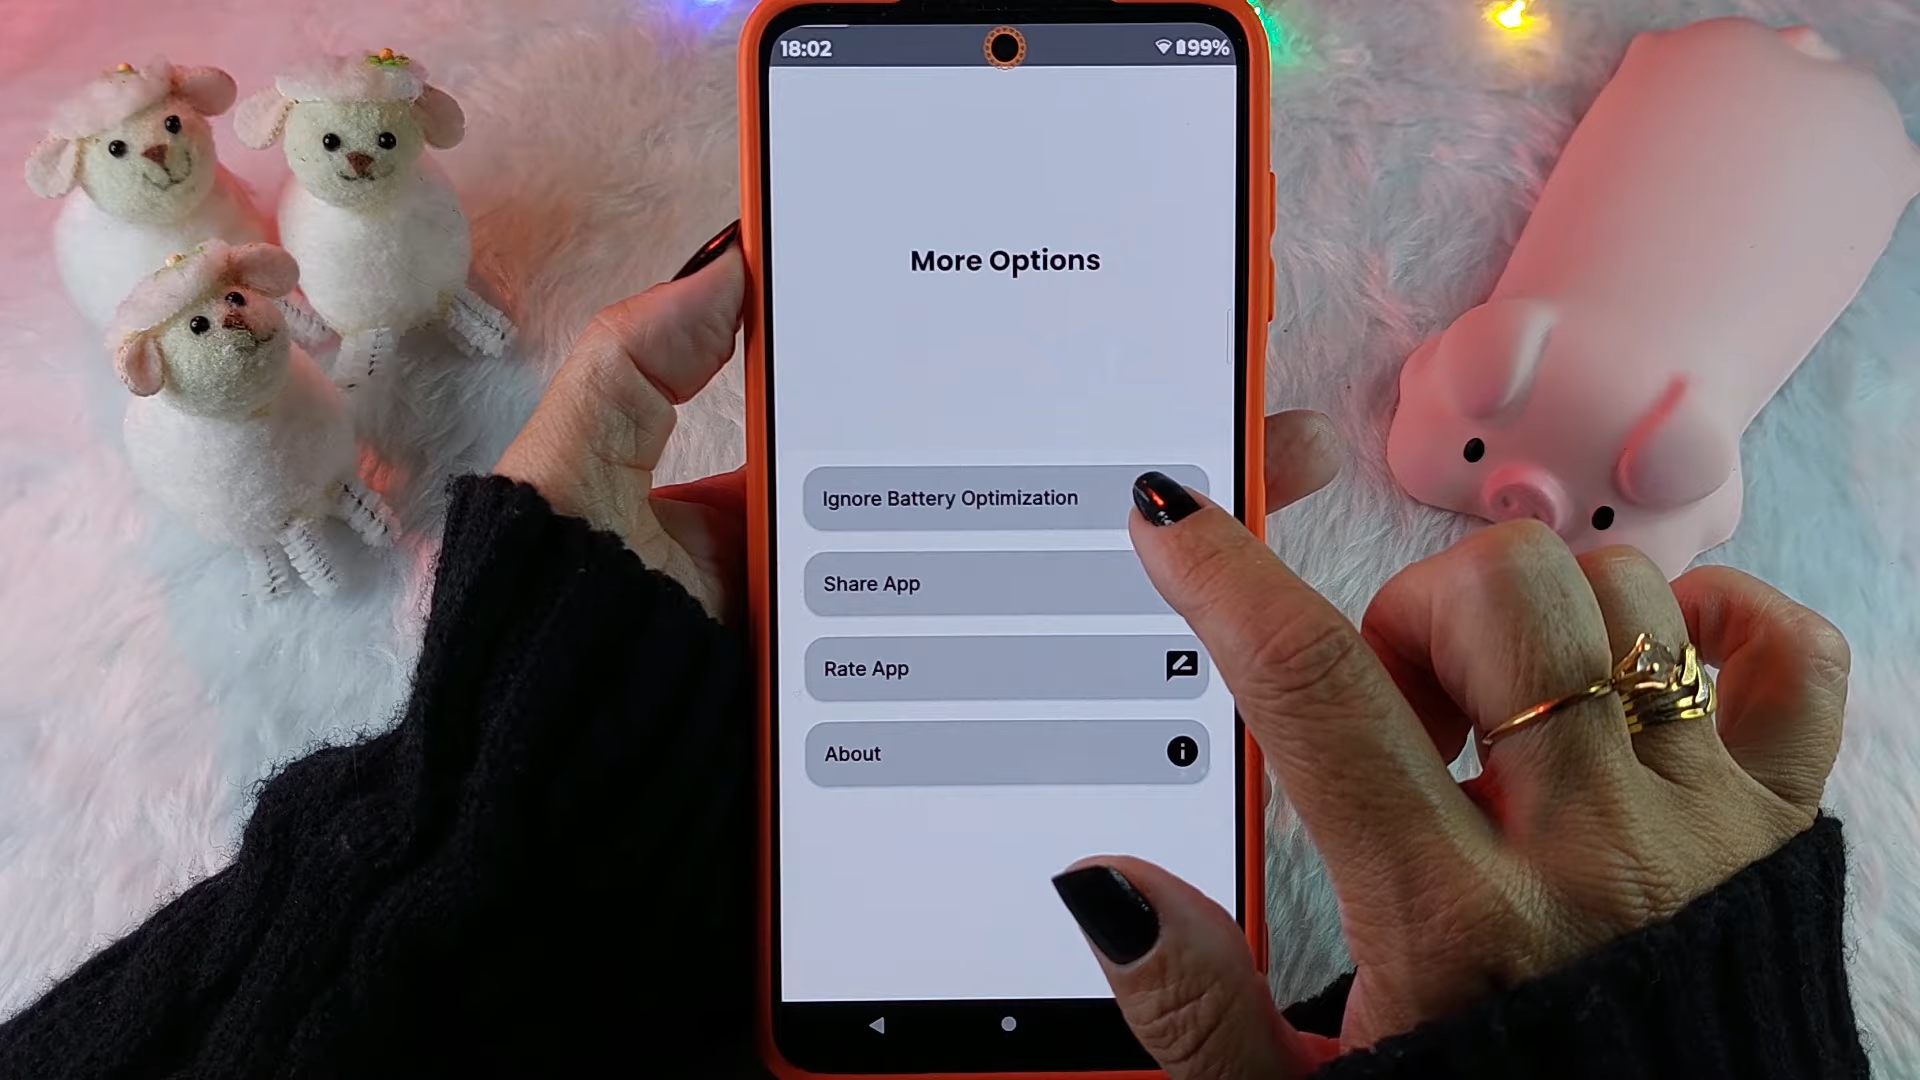 18:02
99%
More Options
Ignore Battery Optimization
Share App
Rate App
About